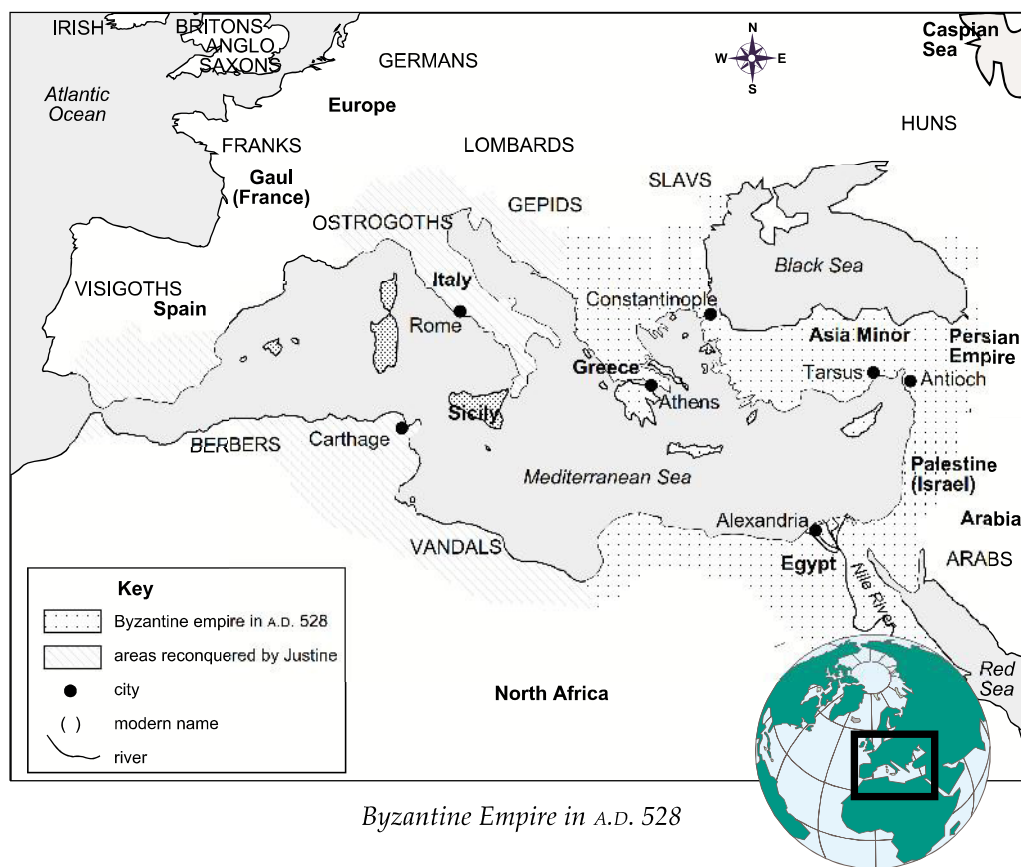 IRISH
BRITONS
ANGLO
SAXONS
Caspian
Sea
N
W E
S
GERMANS
Atlantic
Ocean
Europe
HUNS
FRANKS
LOMBARDS
Gaul
(France)
SLAVS
GEPIDS
OSTROGOTHS
Black Sea
VISIGOTHS
Spain
Italy
Constantinople
Rome
Asia Minor
Persian
Empire
Greece
Tarsus
Antioch
Athens
Sicily
BERBERS
Carthage
Mediterranean Sea
Palestine
(Israel)
Alexandria
Arabia
VANDALS
Egypt
ARABS
Nile River
Red
Sea
North Africa
Key
Byzantine empire in A.D. 528
areas reconquered by Justine
city
( ) modern name
river
Byzantine Empire in A.D. 528